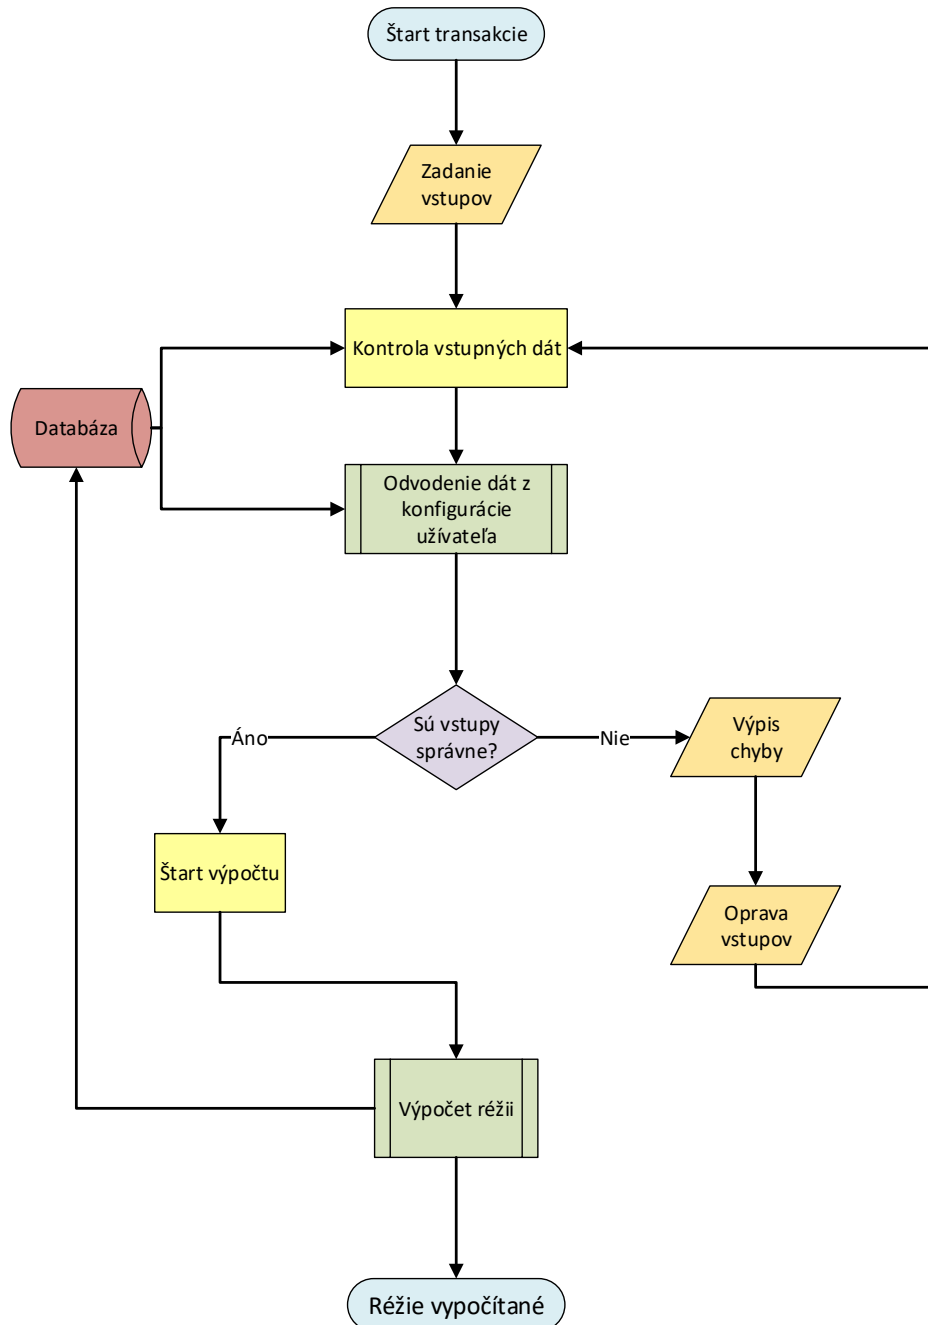 Štart transakcie
Zadanie
vstupov
Kontrola vstupných dát
Databáza
Odvodenie dát z
konfigurácie
užívateľa
Sú vstupy
správne?
Áno
Nie
Výpis
chyby
Štart výpočtu
Oprava
vstupov
Výpočet réžii
Réžie vypočítané